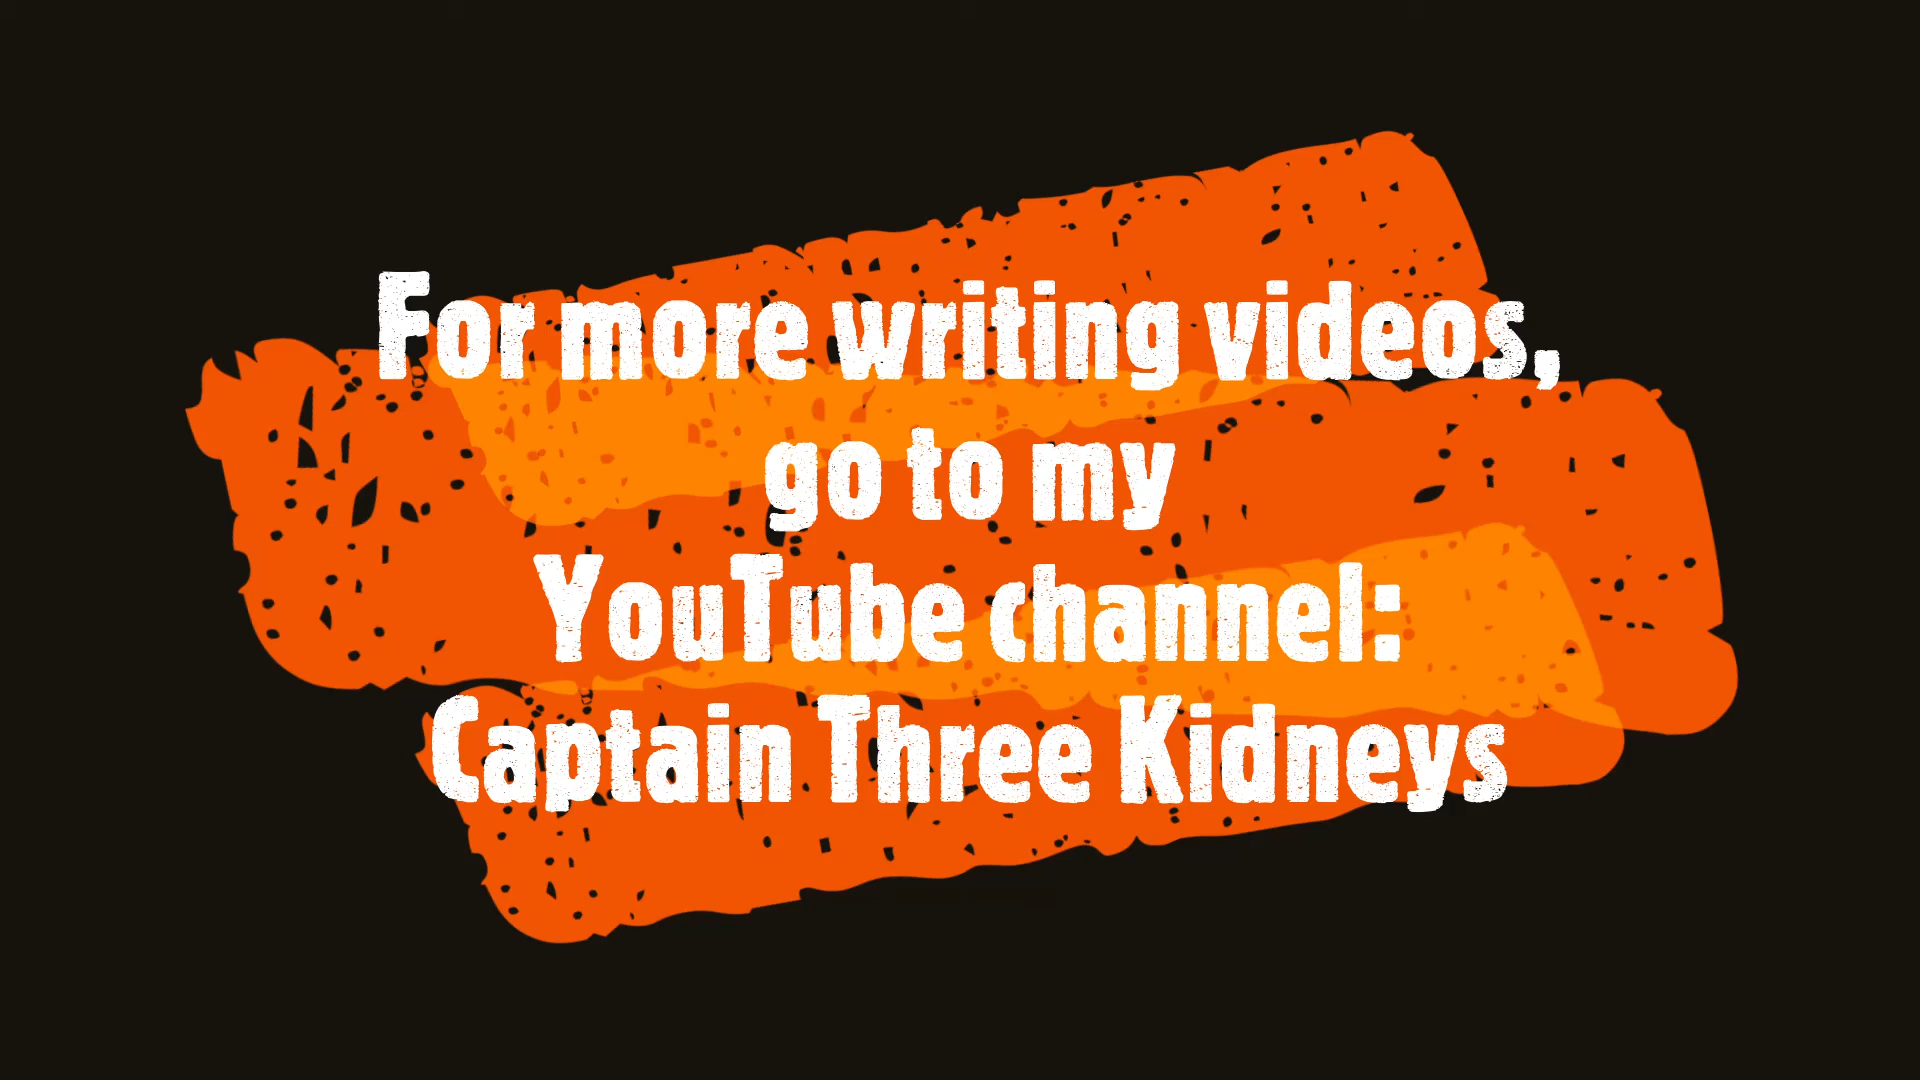 For more writing videos,
go to my
YouTube channel:
Captain Three Kidneys